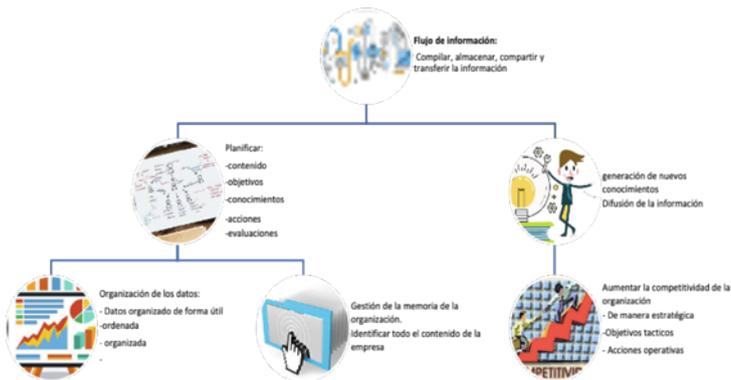 Flujo de información:
Compilar, almacenar, compartir y
transferir la información
Planificar:
-contenido
-objetivos
-conocimientos
-acciones
-evaluaciones
generación de nuevos
conocimientos
Difusión de la información
Organización de los datos:
- Datos organizado de forma útil
-ordenada
- organizada
-
Gestión de la memoria de la
organización.
Identificar todo el contenido de la
empresa
Aumentar la competitividad de la
organización
- De manera estratégica
-Objetivos tacticos
- Acciones operativas